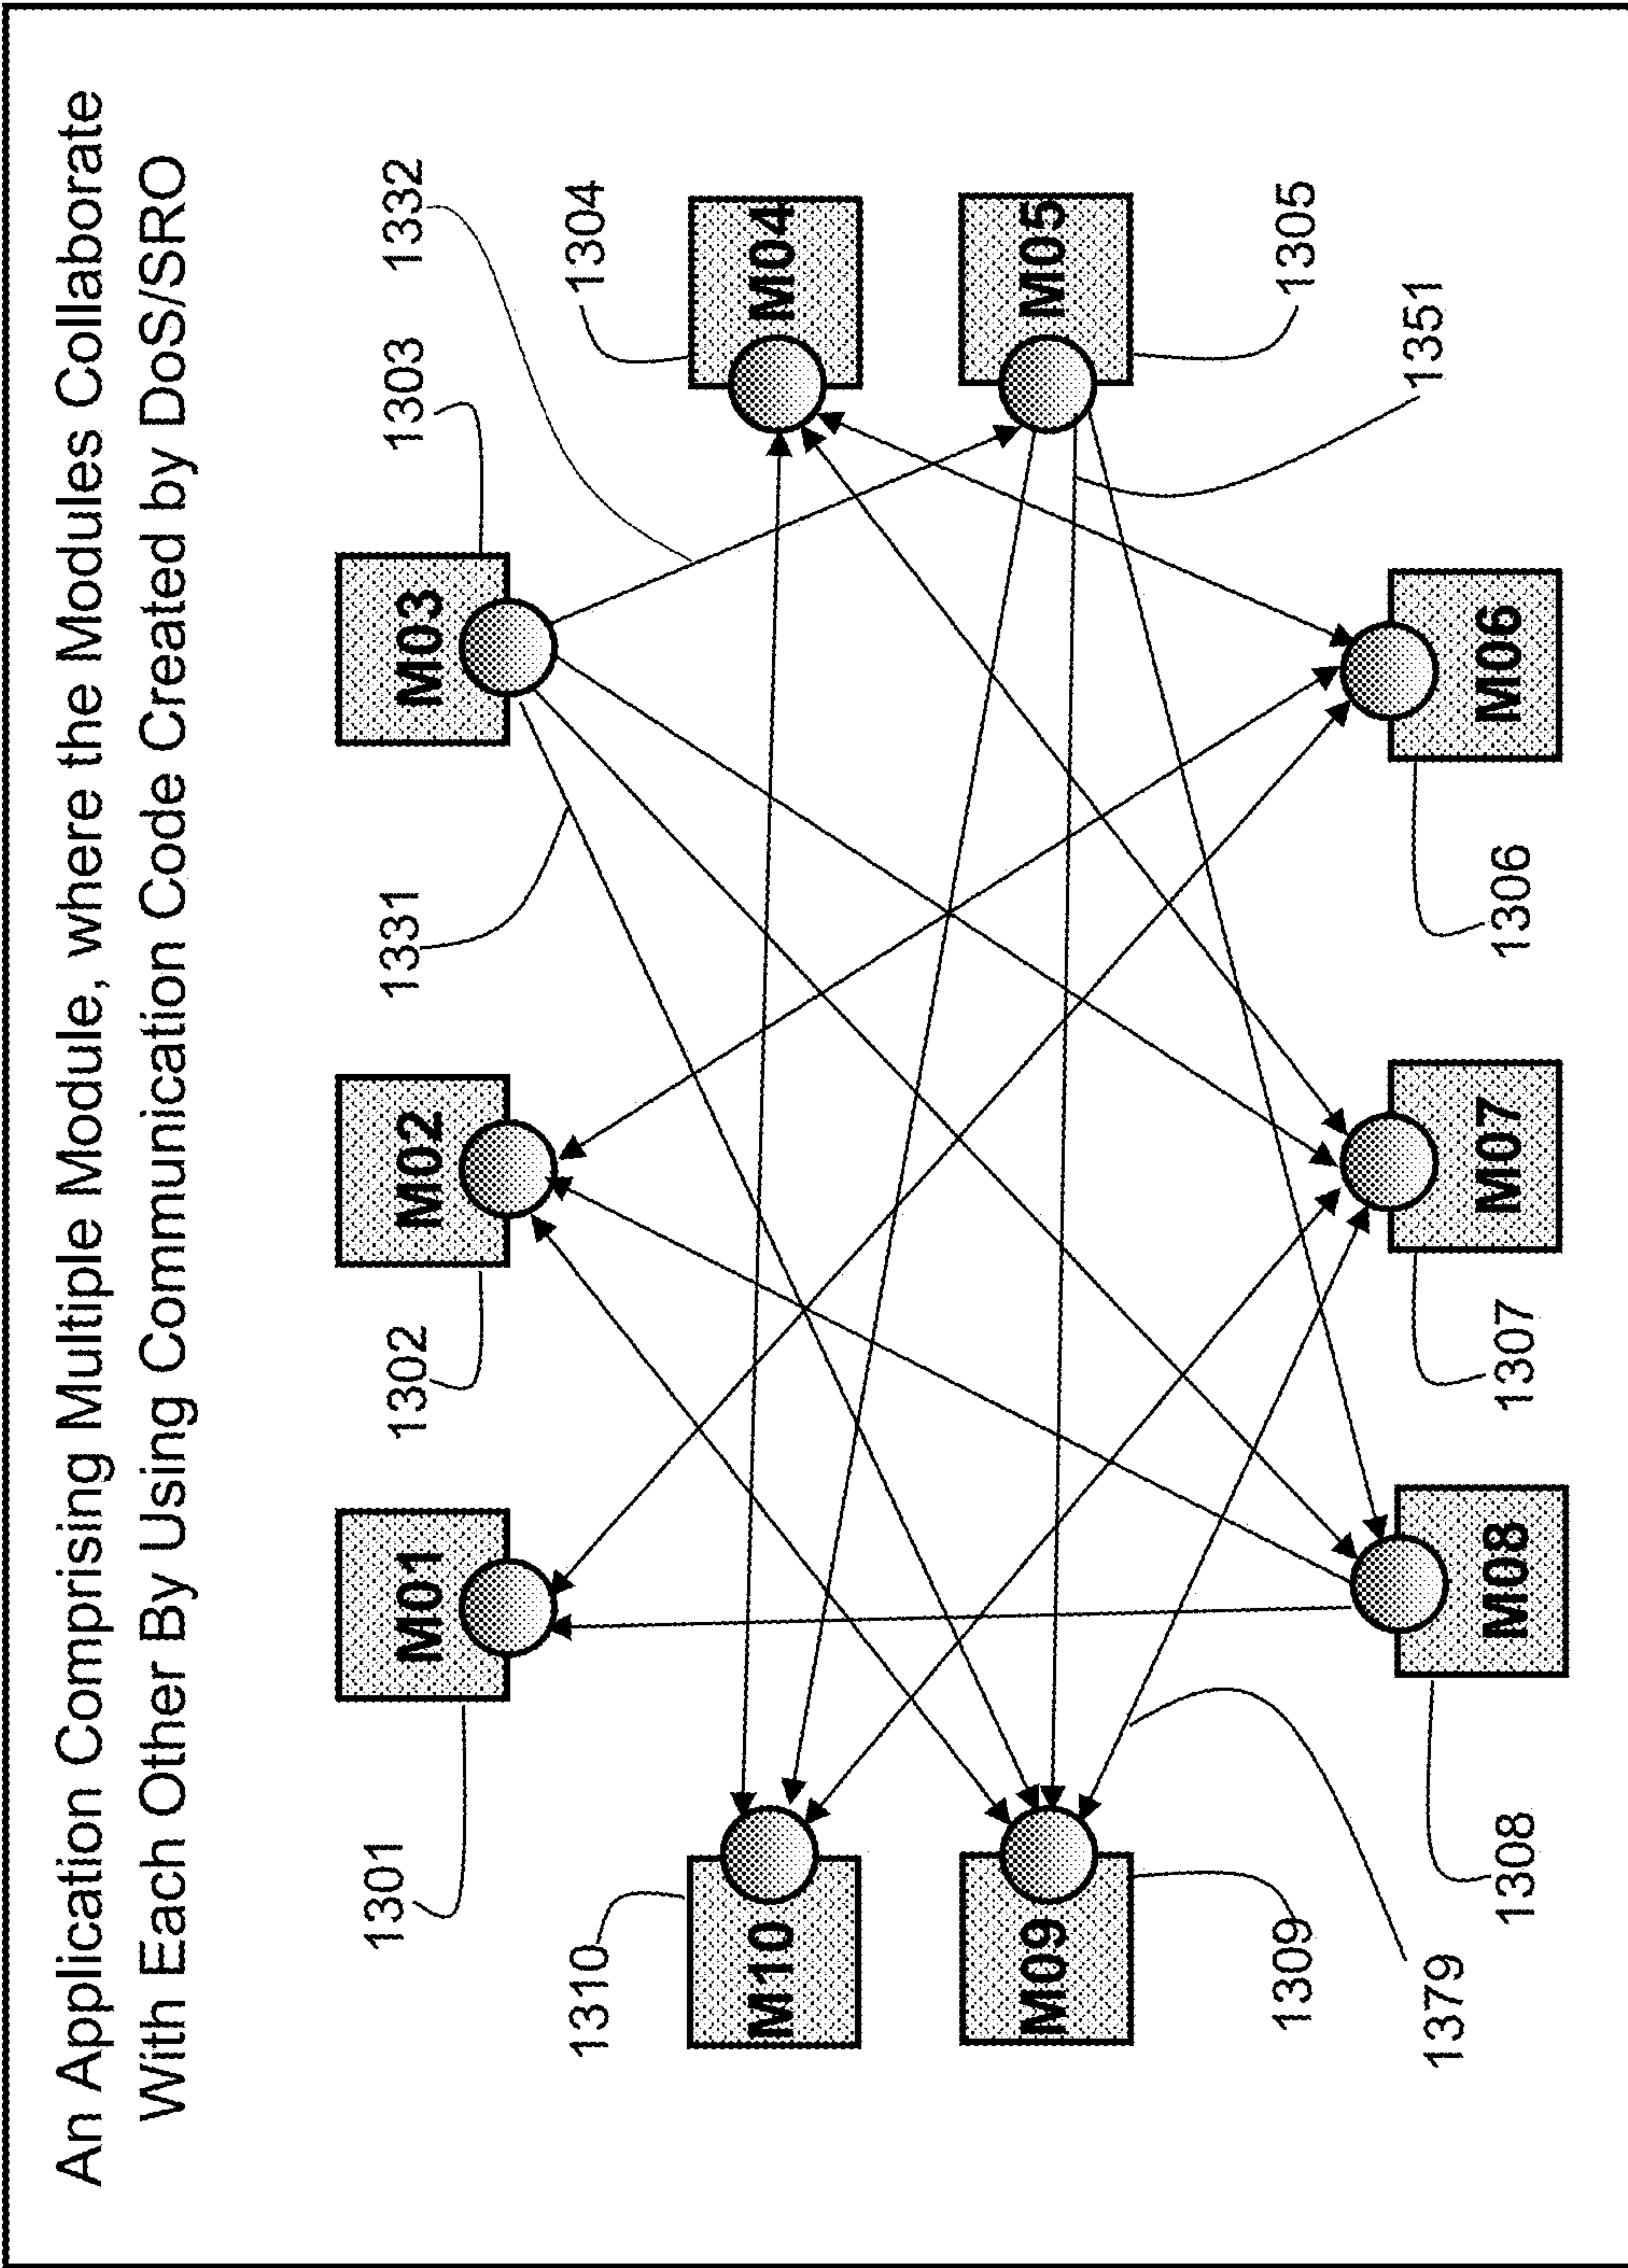 An Application Comprising Multiple Module, where the Modules Collaborate
With Each Other By Using Communication Code Created by DoS/SRO
1301
1302
1331
1303
1332
M01
M02
M03
1310
1304
M10
M04
M09
M05
1309
1305
1379
1351
M08
M07
M06
1308
1307
1306